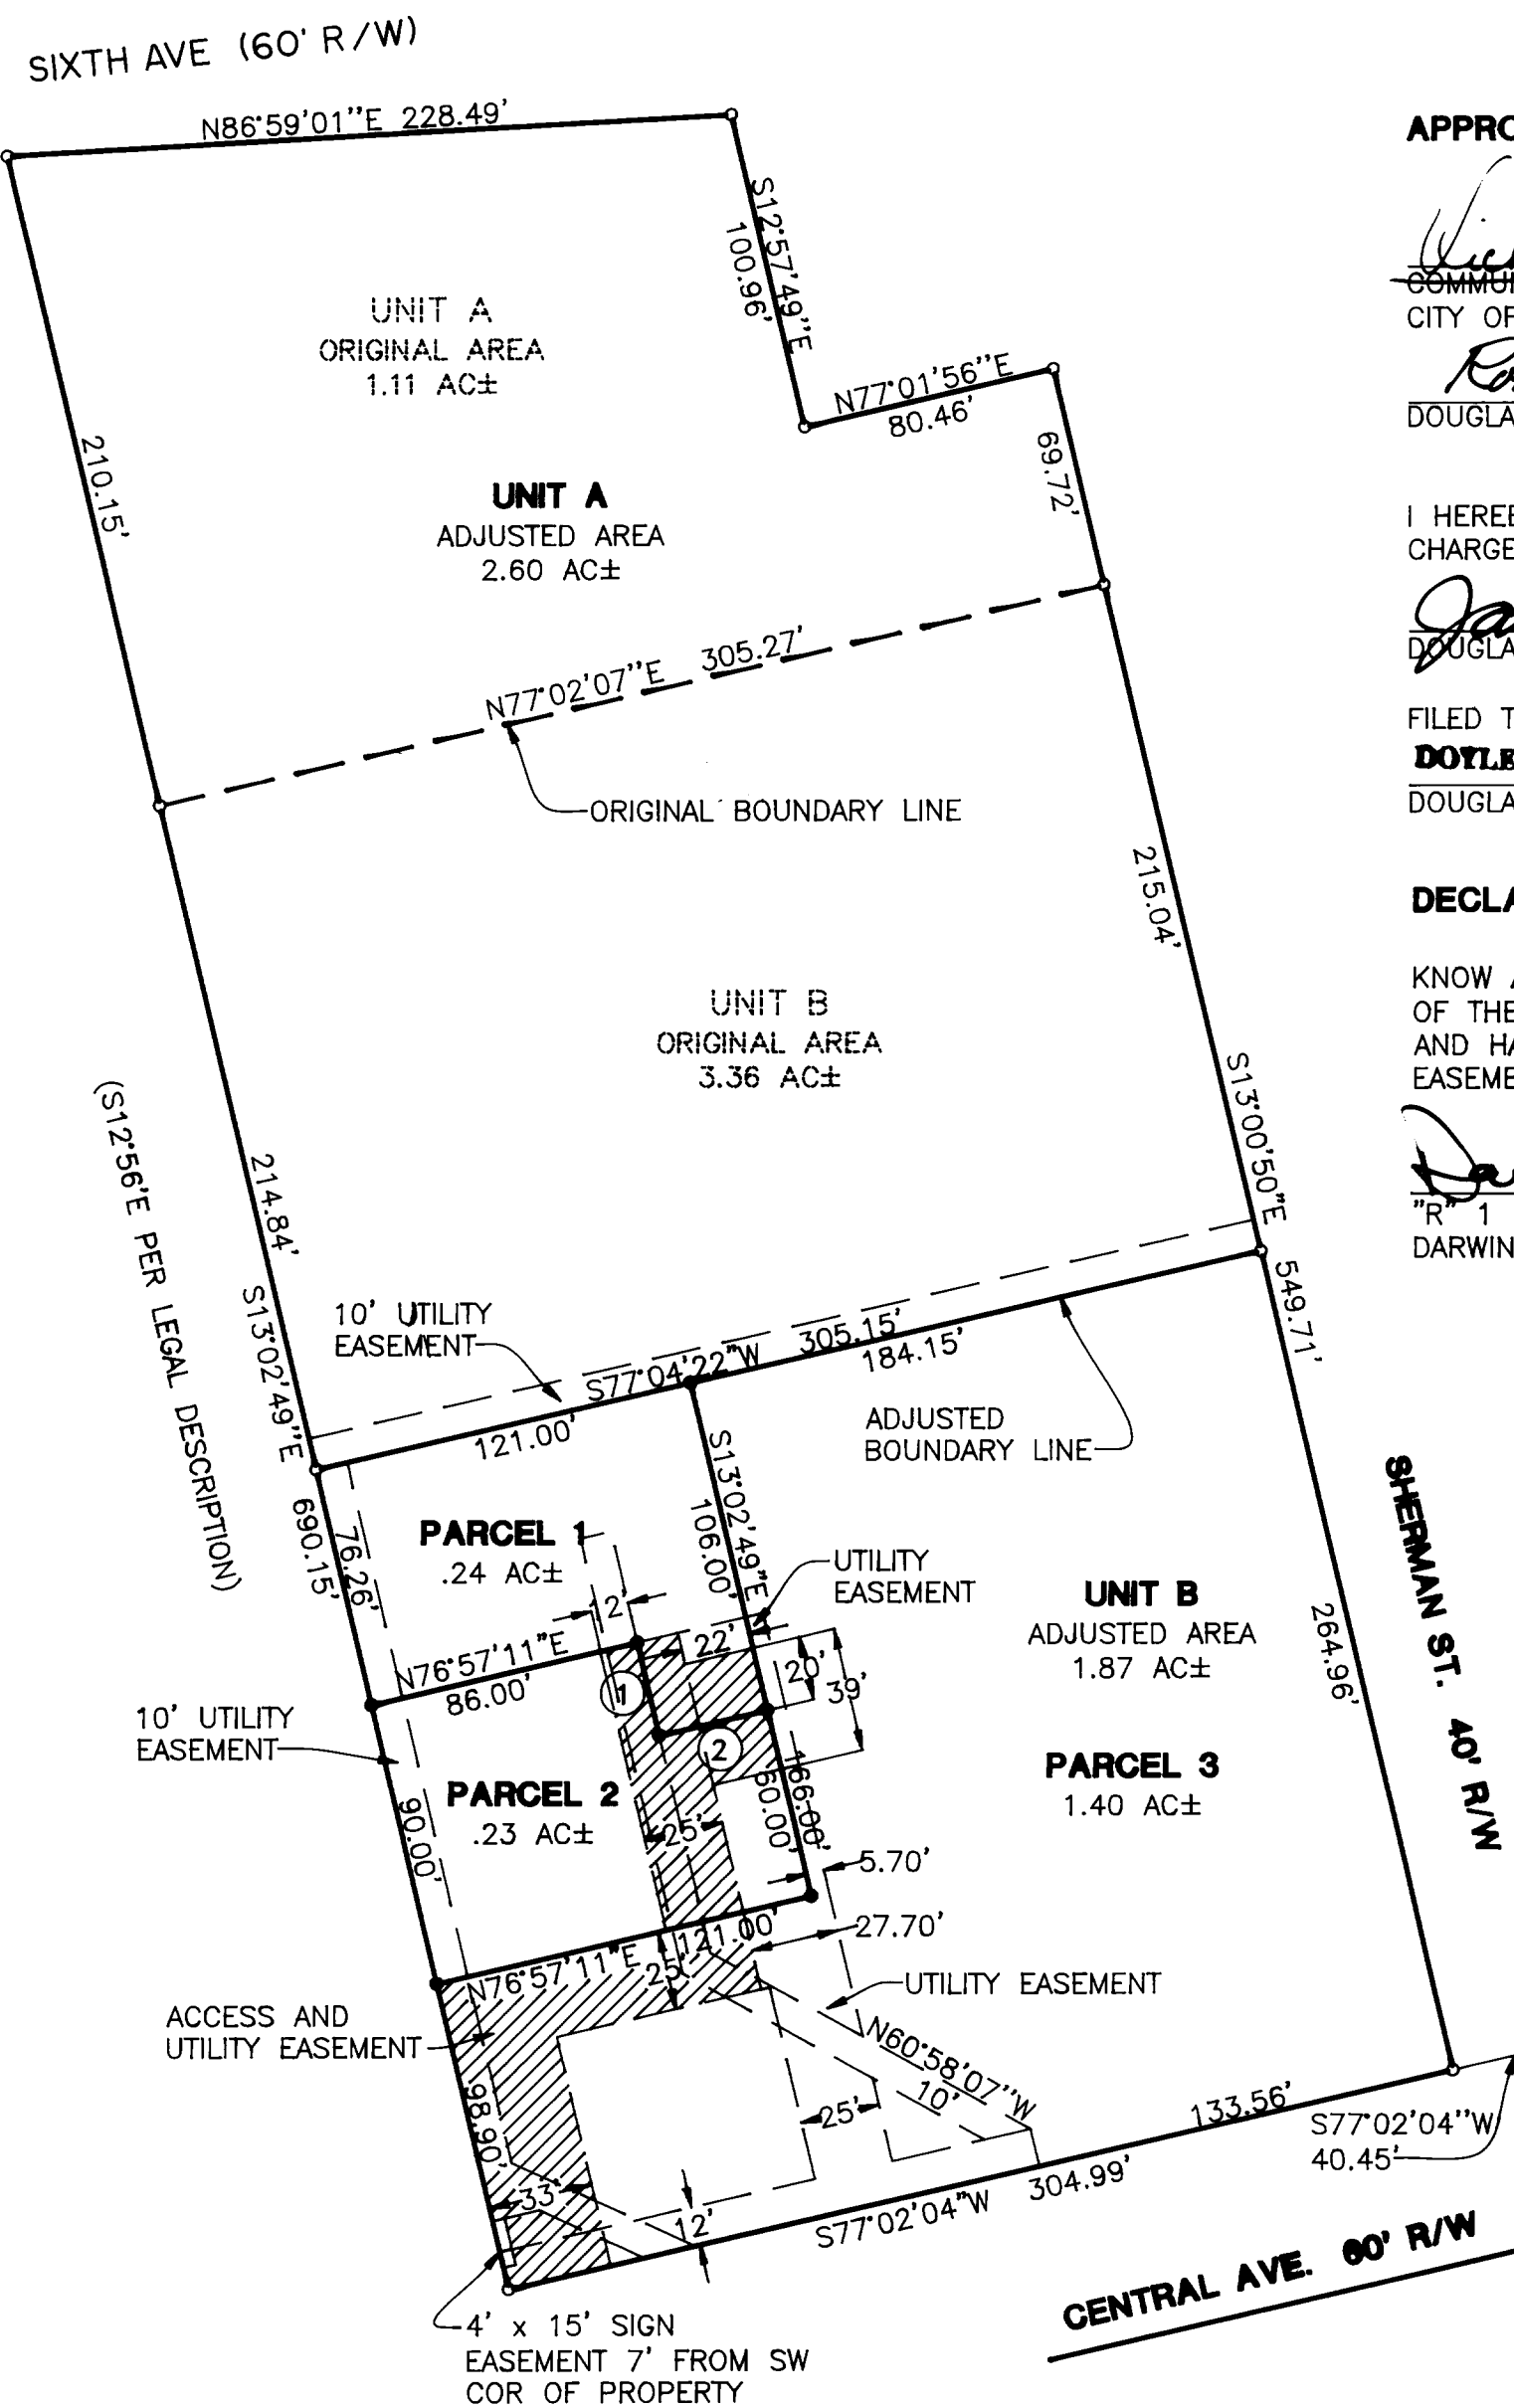 SIXTH AVE (60' R/W)
N86°59'01"E 228.49'
S12°57'49"E
100.96'
UNIT A
ORIGINAL AREA
1.11 AC±
N77°01'56"E
80.46'
69.72'
210.15'
UNIT A
ADJUSTED AREA
2.60 AC±
N77°02'07"E 305.27'
ORIGINAL BOUNDARY LINE
215.04'
UNIT B
ORIGINAL AREA
3.36 AC±
S13°00'50"E
549.71'
(S12°56'E PER LEGAL DESCRIPTION)
214.84'
S13°02'49"E
690.15'
10' UTILITY
EASEMENT
S77°04'22"W 305.15'
184.15'
121.00'
ADJUSTED
BOUNDARY LINE
S13°02'49"E
106.00'
76.26'
PARCEL 1
.24 AC±
12'
UTILITY
EASEMENT
UNIT B
ADJUSTED AREA
1.87 AC±
264.96'
SHERMAN ST. 40' R/W
N76°57'11"E
86.00'
22'
20'
39'
1
2
10' UTILITY
EASEMENT
PARCEL 2
.23 AC±
PARCEL 3
1.40 AC±
90.00'
25'
60.00'
166.00'
5.70'
27.70'
N76°57'11"E 121.00'
25'
UTILITY EASEMENT
ACCESS AND
UTILITY EASEMENT
N60°58'07"W
10'
25'
98.90'
33'
12'
133.56'
S77°02'04"W
40.45'
S77°02'04"W 304.99'
CENTRAL AVE. 60' R/W
4' x 15' SIGN
EASEMENT 7' FROM SW
COR OF PROPERTY
APPRO
COMMU
CITY OF
DOUGLA
I HEREB
CHARGE
DOUGLA
FILED T
DOYLE
DOUGLA
DECLA
KNOW A
OF THE
AND HA
EASEME
"R" 1
DARWIN